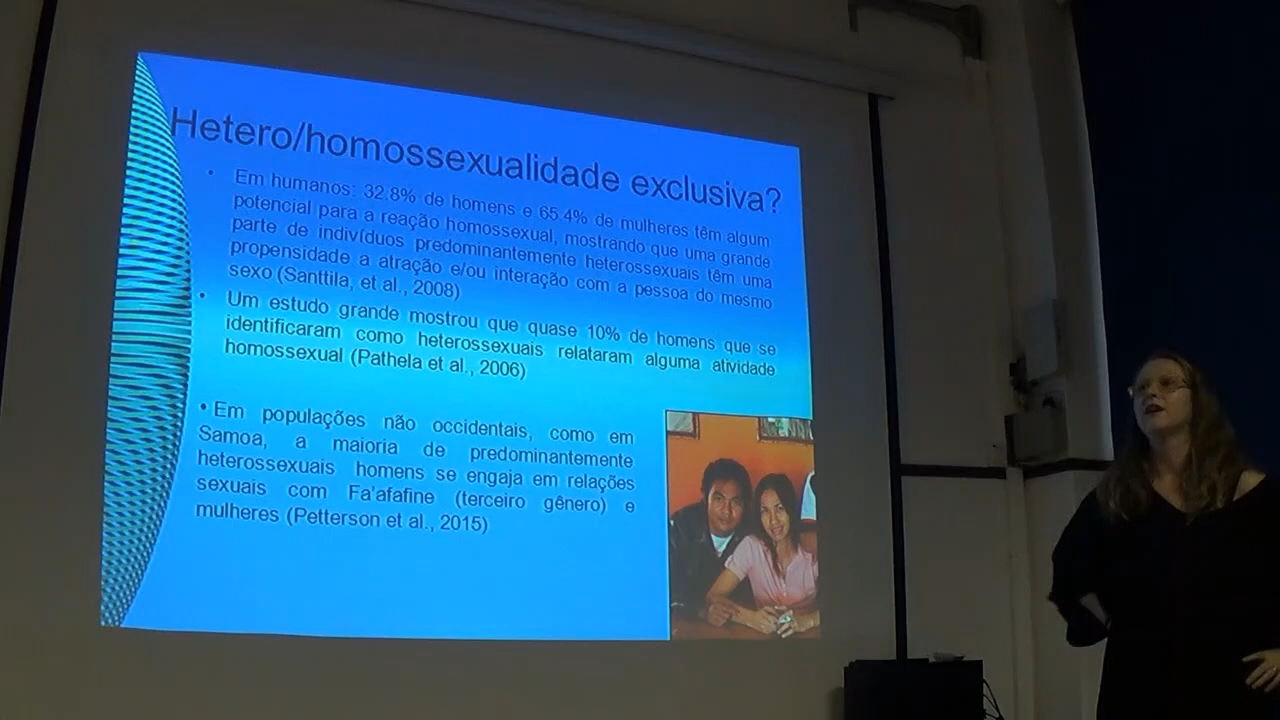 Hetero/homossexualidade exclusiva?
• Em humanos: 32.8% de homens e 65.4% de mulheres têm algum
potencial para a reação homossexual, mostrando que uma grande
parte de indivíduos predominantemente heterossexuais têm uma
propensidade a atração e/ou interação com a pessoa do mesmo
sexo (Santtila, et al., 2008)
• Um estudo grande mostrou que quase 10% de homens que se
identificaram como heterossexuais relataram alguma atividade
homossexual (Pathela et al., 2006)
• Em populações não occidentais, como em
Samoa, a maioria de predominantemente
heterossexuais homens se engaja em relações
sexuais com Fa'afafine (terceiro gênero) e
mulheres (Petterson et al., 2015)